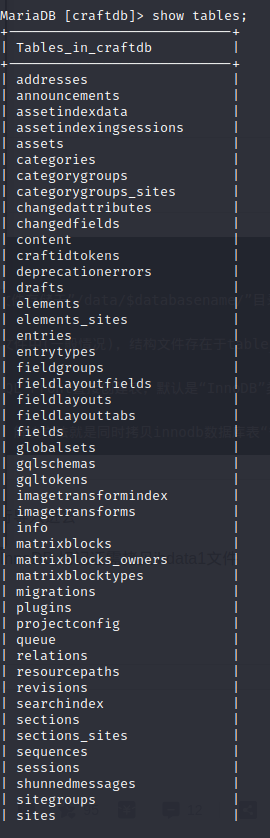 MariaDB [craftdb]> show tables;
+----------------------------+
| Tables_in_craftdb |
+----------------------------+
| addresses |
| announcements |
| assetindexdata |
| assetindexingsessions |
| assets |
| categories |
| categorygroups |
| categorygroups_sites |
| changedattributes |
| changedfields |
| content |
| craftidtokens |
| deprecationerrors |
| drafts |
| elements |
| elements_sites |
| entries |
| entrytypes |
| fieldgroups |
| fieldlayoutfields |
| fieldlayouts |
| fieldlayouttabs |
| fields |
| globalsets |
| gqlschemas |
| gqltokens |
| imagetransformindex |
| imagetransforms |
| info |
| matrixblocks |
| matrixblocks_owners |
| matrixblocktypes |
| migrations |
| plugins |
| projectconfig |
| queue |
| relations |
| resourcepaths |
| revisions |
| searchindex |
| sections |
| sections_sites |
| sequences |
| sessions |
| shunnedmessages |
| sitegroups |
| sites |